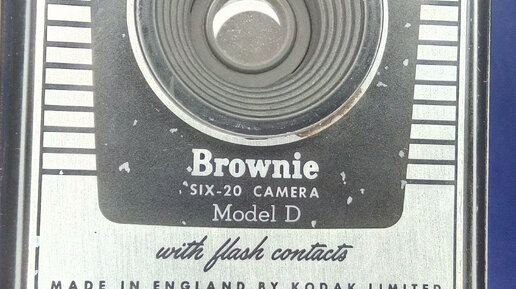 Brownie
SIX-20 CAMERA
Model D
with flash contacts
MADE IN ENGLAND BY KODAK LIMITED